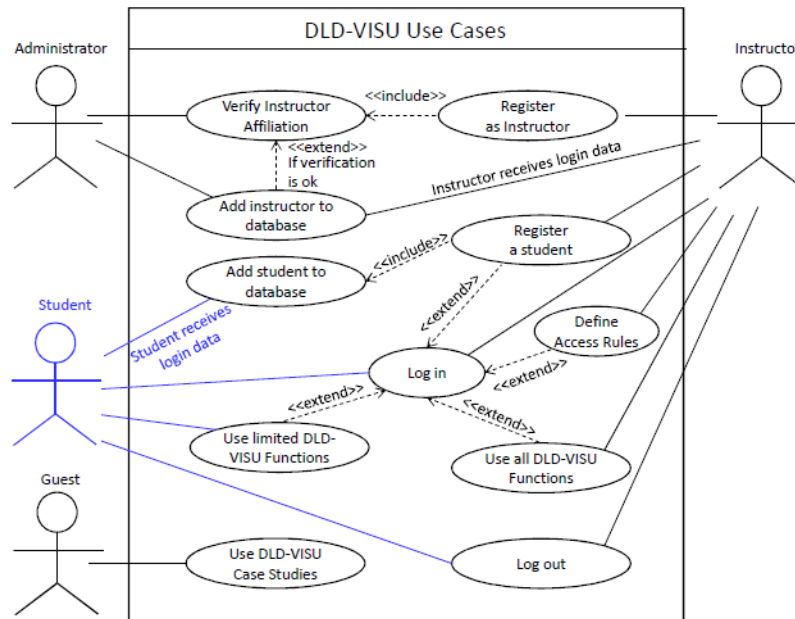 DLD-VISU Use Cases
Administrator
Instructor
Verify Instructor
Affiliation
<<include>>
Register
as Instructor
<<extend>>
If verification
is ok
Instructor receives login data
Add instructor to
database
Register
a student
<<include>>
Add student to
database
<<extend>>
Student
Student receives
login data
Define
Access Rules
Log in
<<extend>>
<<extend>>
<<extend>>
Use limited DLD-
VISU Functions
Use all DLD-VISU
Functions
Guest
Use DLD-VISU
Case Studies
Log out